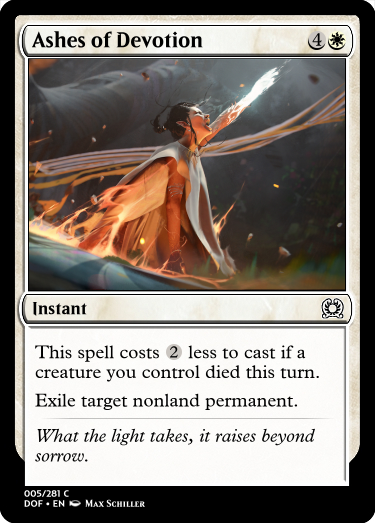 Ashes of Devotion 4
Instant
This spell costs 2 less to cast if a
creature you control died this turn.
Exile target nonland permanent.
What the light takes, it raises beyond
sorrow.
005/281 C
DOF • EN Max Schiller